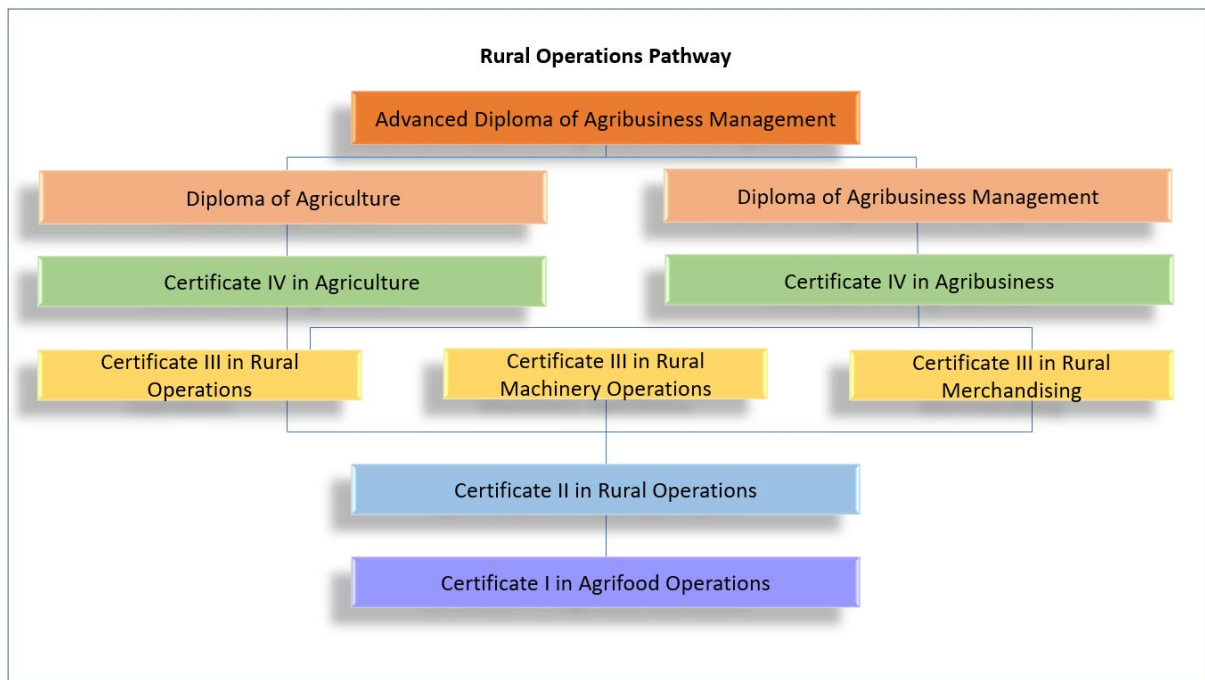 Rural Operations Pathway
Advanced Diploma of Agribusiness Management
Diploma of Agriculture
Diploma of Agribusiness Management
Certificate IV in Agriculture
Certificate IV in Agribusiness
Certificate III in Rural
Operations
Certificate III in Rural
Machinery Operations
Certificate III in Rural
Merchandising
Certificate II in Rural Operations
Certificate I in Agrifood Operations